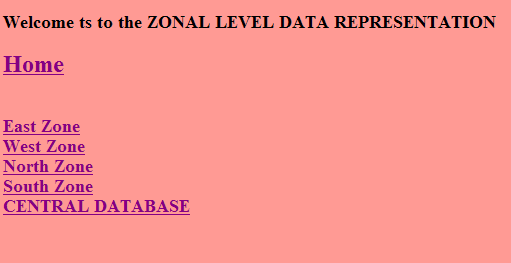 Welcome ts to the ZONAL LEVEL DATA REPRESENTATION
Home
East Zone
West Zone
North Zone
South Zone
CENTRAL DATABASE